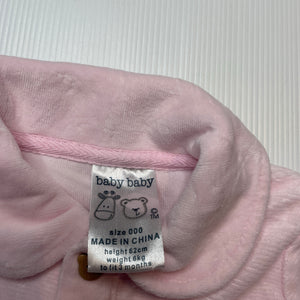 baby baby
size 000
MADE IN CHINA
height 62cm
weight 6kg
to fit 3 months